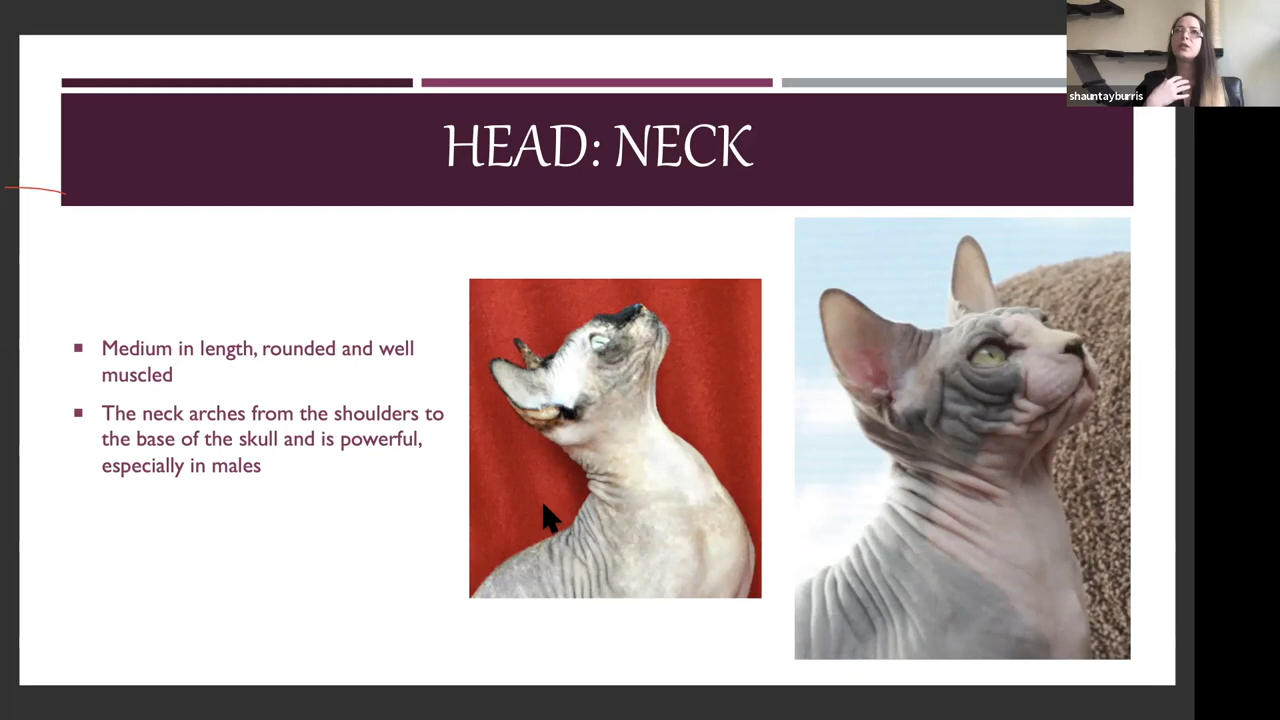 shauntayburris
HEAD: NECK
Medium in length, rounded and well
muscled
The neck arches from the shoulders to
the base of the skull and is powerful,
especially in males